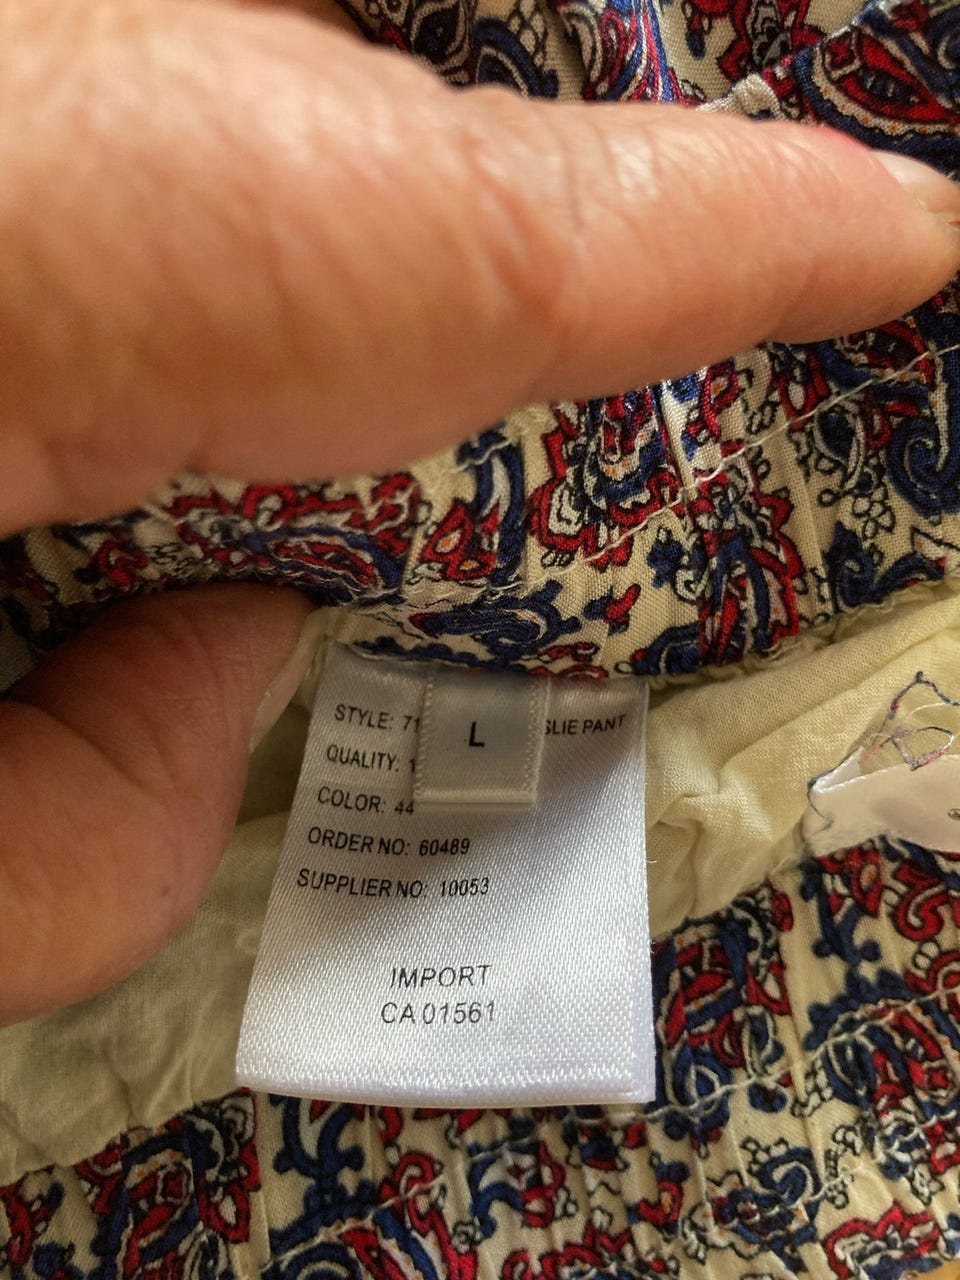 STYLE: 71
L
SLIE PANT
QUALITY: 1
COLOR: 44
ORDER NO: 60489
SUPPLIER NO: 10053
IMPORT
CA 01561